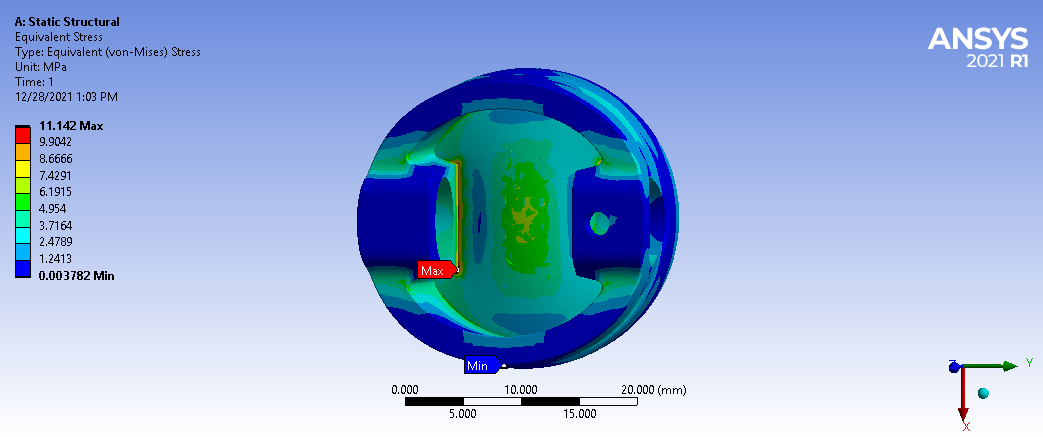 A: Static Structural
Equivalent Stress
Type: Equivalent (von-Mises) Stress
Unit: MPa
Time: 1
12/28/2021 1:03 PM
ANSYS
2021 R1
11.142 Max
9.9042
8.6666
7.4291
6.1915
4.954
3.7164
2.4789
1.2413
0.003782 Min
Max
Min
0.000 10.000 20.000 (mm)
5.000 15.000
Z
Y
X